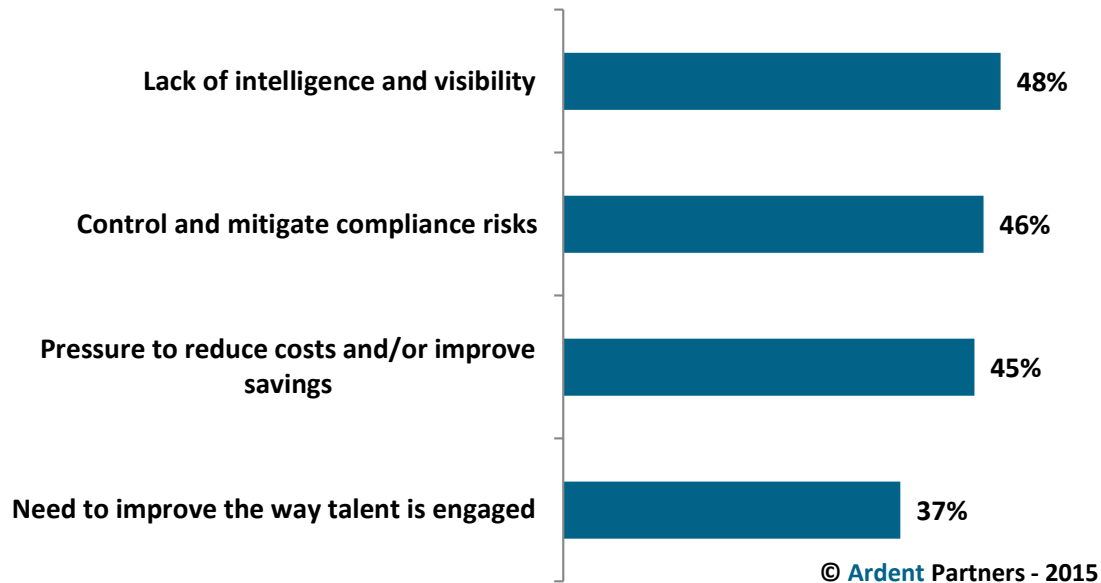 Lack of intelligence and visibility
48%
Control and mitigate compliance risks
46%
Pressure to reduce costs and/or improve
savings
45%
Need to improve the way talent is engaged
37%
© Ardent Partners - 2015